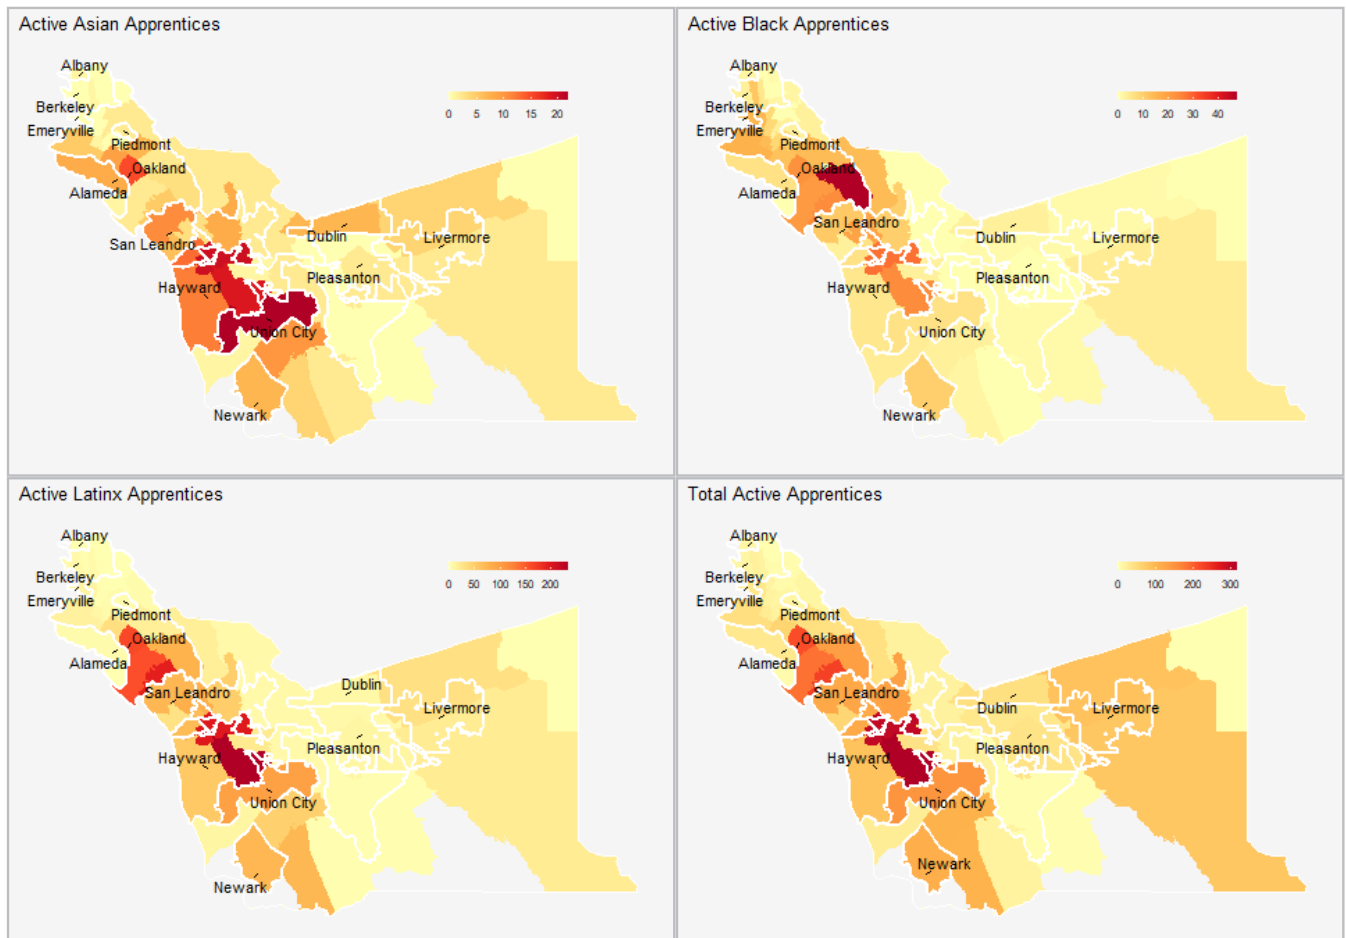 Active Asian Apprentices
Albany
Berkeley
Emeryville
Piedmont
Oakland
Alameda
San Leandro
Dublin
Livermore
Pleasanton
Hayward
Union City
Newark
0 5 10 15 20
Active Black Apprentices
Albany
Berkeley
Emeryville
Piedmont
Oakland
Alameda
San Leandro
Dublin
Livermore
Pleasanton
Hayward
Union City
Newark
0 10 20 30 40
Active Latinx Apprentices
Albany
Berkeley
Emeryville
Piedmont
Oakland
Alameda
San Leandro
Dublin
Livermore
Pleasanton
Hayward
Union City
Newark
0 50 100 150 200
Total Active Apprentices
Albany
Berkeley
Emeryville
Piedmont
Oakland
Alameda
San Leandro
Dublin
Livermore
Pleasanton
Hayward
Union City
Newark
0 100 200 300